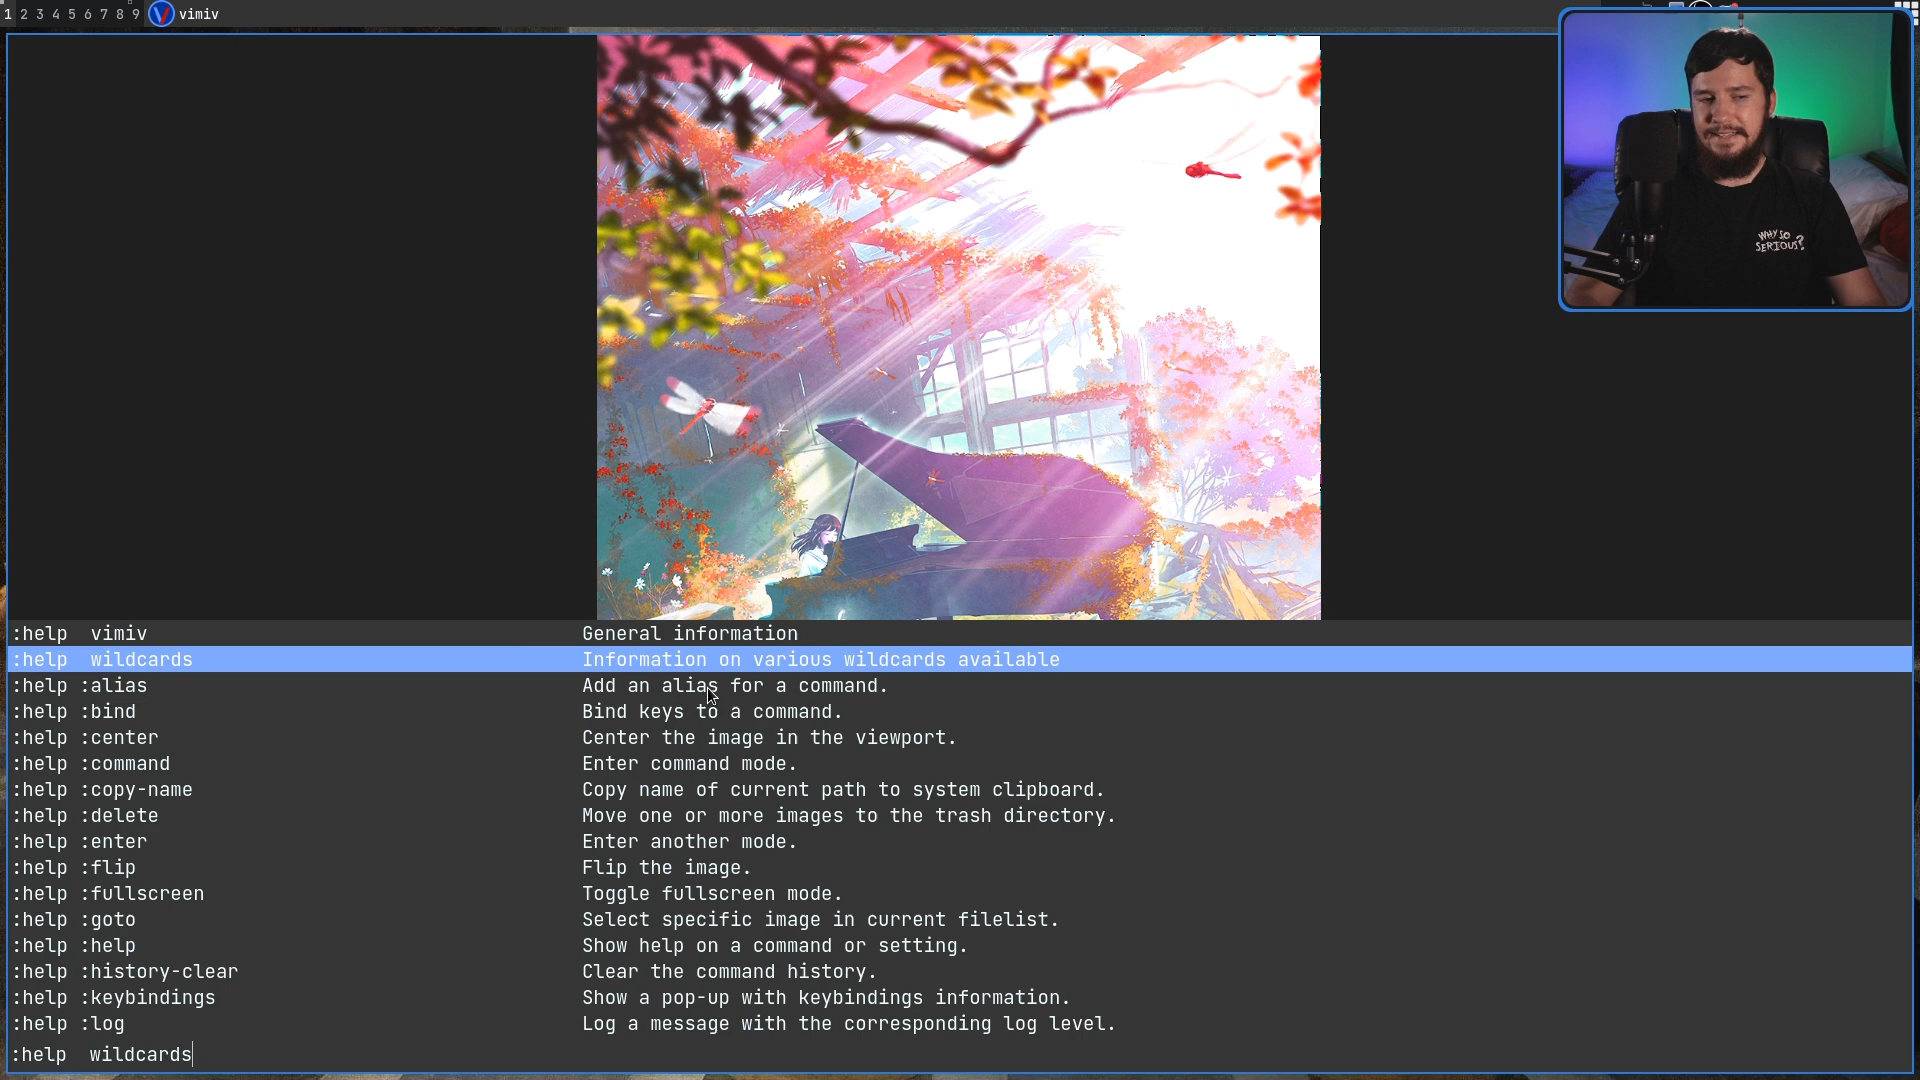 1 2 3 4 5 6 7 8 9 vimiv
WHY SO
SERIOUS?
:help  vimiv General information
:help  wildcards Information on various wildcards available
:help :alias Add an alias for a command.
:help :bind Bind keys to a command.
:help :center Center the image in the viewport.
:help :command Enter command mode.
:help :copy-name Copy name of current path to system clipboard.
:help :delete Move one or more images to the trash directory.
:help :enter Enter another mode.
:help :flip Flip the image.
:help :fullscreen Toggle fullscreen mode.
:help :goto Select specific image in current filelist.
:help :help Show help on a command or setting.
:help :history-clear Clear the command history.
:help :keybindings Show a pop-up with keybindings information.
:help :log Log a message with the corresponding log level.
:help  wildcards